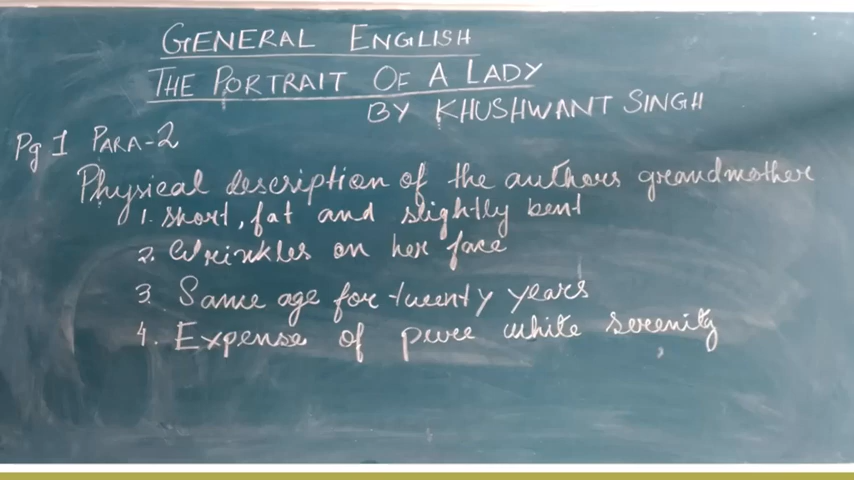 GENERAL ENGLISH
THE PORTRAIT OF A LADY
BY KHUSHWANT SINGH
Pg 1 PARA-2
Physical description of the authors grandmother
1. Short, fat and slightly bent
2. Wrinkles on her face
3. Same age for twenty years
4. Expense of pure white serenity